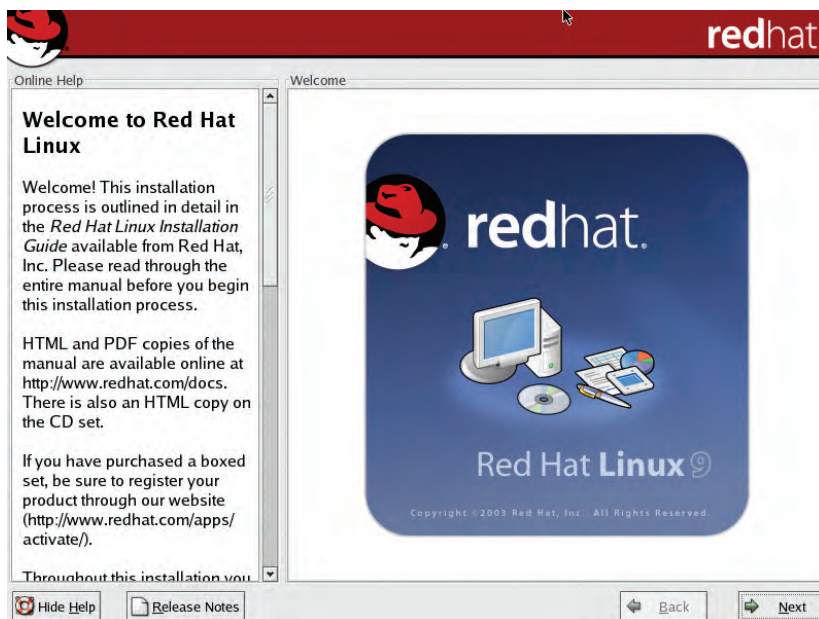 redhat
Online Help
Welcome to Red Hat
Linux
Welcome! This installation
process is outlined in detail in
the Red Hat Linux Installation
Guide available from Red Hat,
Inc. Please read through the
entire manual before you begin
this installation process.
HTML and PDF copies of the
manual are available online at
http://www.redhat.com/docs.
There is also an HTML copy on
the CD set.
If you have purchased a boxed
set, be sure to register your
product through our website
(http://www.redhat.com/apps/
activate/).
Throughout this installation you
Welcome
redhat.
®
Red Hat Linux 9
Copyright ©2003 Red Hat, Inc. All Rights Reserved.
Hide Help
Release Notes
Back
Next